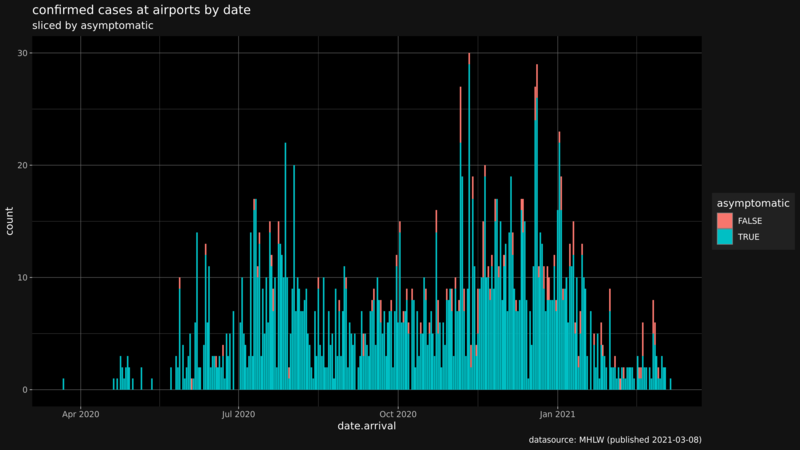 confirmed cases at airports by date
sliced by asymptomatic
30
20
10
0
count
Apr 2020
Jul 2020
Oct 2020
Jan 2021
date.arrival
asymptomatic
FALSE
TRUE
datasource: MHLW (published 2021-03-08)